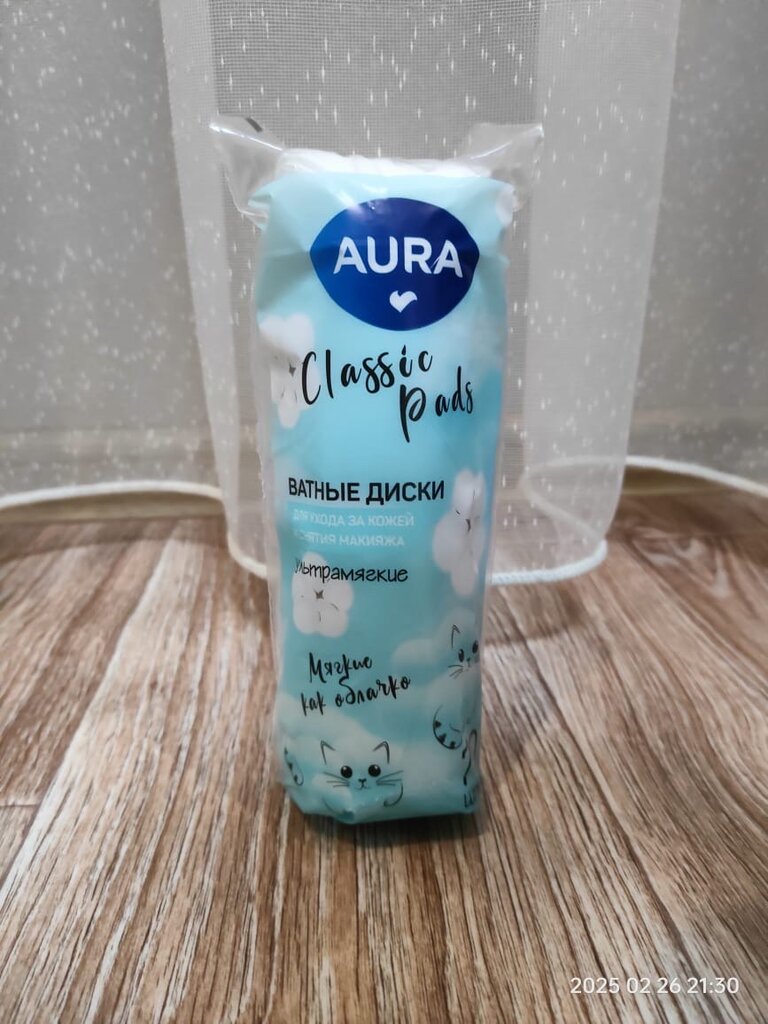 AURA
Classic
Pads
ВАТНЫЕ ДИСКИ
ДЛЯ УХОДА ЗА КОЖЕЙ
И СНЯТИЯ МАКИЯЖА
ультрамягкие
Мягкие
как облачко
2025 02 26 21:30